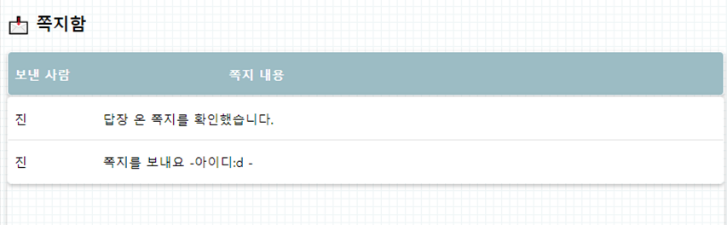 쪽지함
보낸 사람 쪽지 내용
진 답장 온 쪽지를 확인했습니다.
진 쪽지를 보내요 -아이디:d -